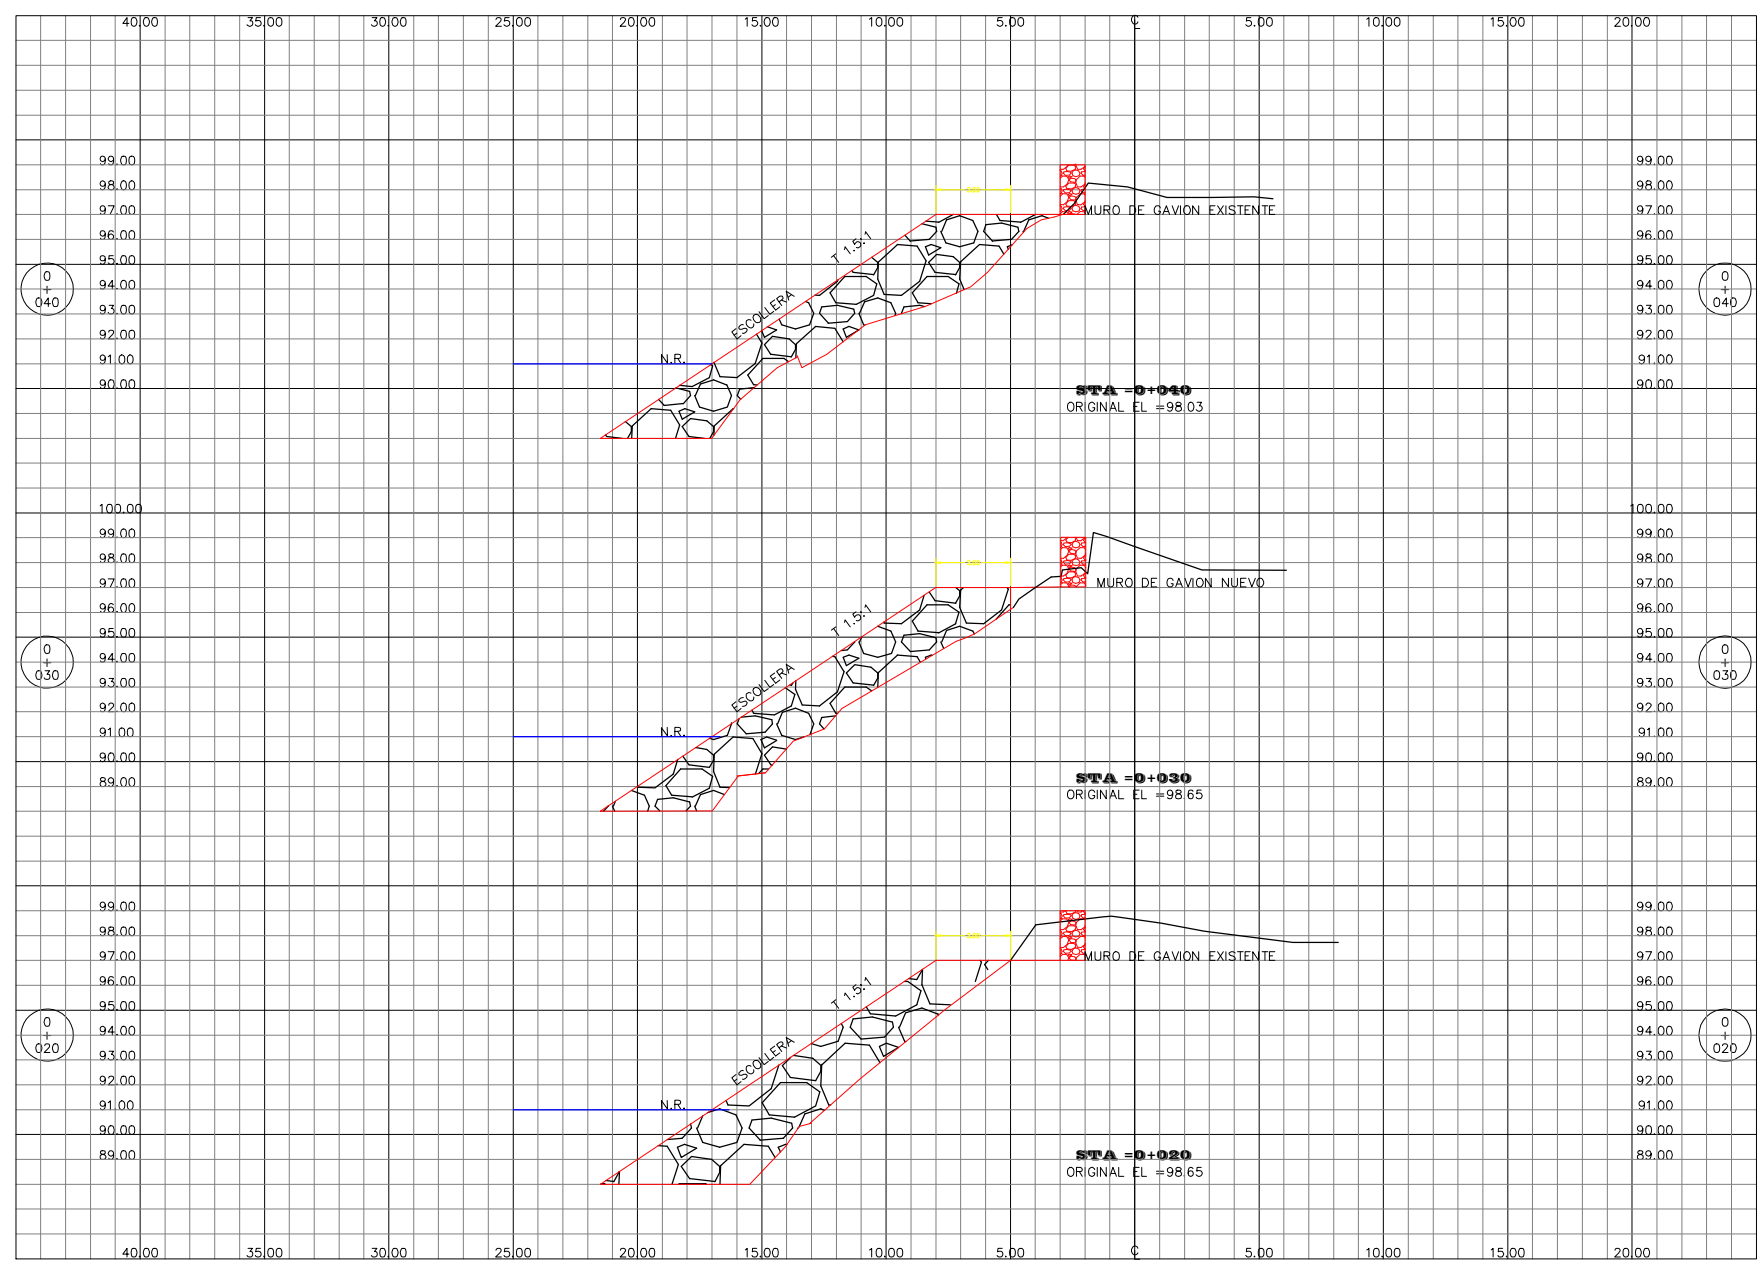 40.00 35.00 30.00 25.00 20.00 15.00 10.00 5.00 ℄ 5.00 10.00 15.00 20.00
99.00 99.00
98.00 98.00
97.00 MURO DE GAVION EXISTENTE 97.00
96.00 96.00
T 1.5:1
95.00 95.00
0 + 040 94.00 94.00 0 + 040
ESCOLLERA
93.00 93.00
92.00 92.00
91.00 N.R. 91.00
90.00 STA =0+040 90.00
ORIGINAL EL =98.03
100.00 100.00
99.00 99.00
98.00 98.00
97.00 MURO DE GAVION NUEVO 97.00
96.00 96.00
T 1.5:1
95.00 95.00
0 + 030 94.00 94.00 0 + 030
ESCOLLERA
93.00 93.00
92.00 92.00
91.00 N.R. 91.00
90.00 90.00
89.00 STA =0+030 89.00
ORIGINAL EL =98.65
99.00 99.00
98.00 98.00
97.00 MURO DE GAVION EXISTENTE 97.00
96.00 96.00
T 1.5:1
95.00 95.00
0 + 020 94.00 94.00 0 + 020
ESCOLLERA
93.00 93.00
92.00 92.00
91.00 N.R. 91.00
90.00 90.00
89.00 STA =0+020 89.00
ORIGINAL EL =98.65
40.00 35.00 30.00 25.00 20.00 15.00 10.00 5.00 ℄ 5.00 10.00 15.00 20.00